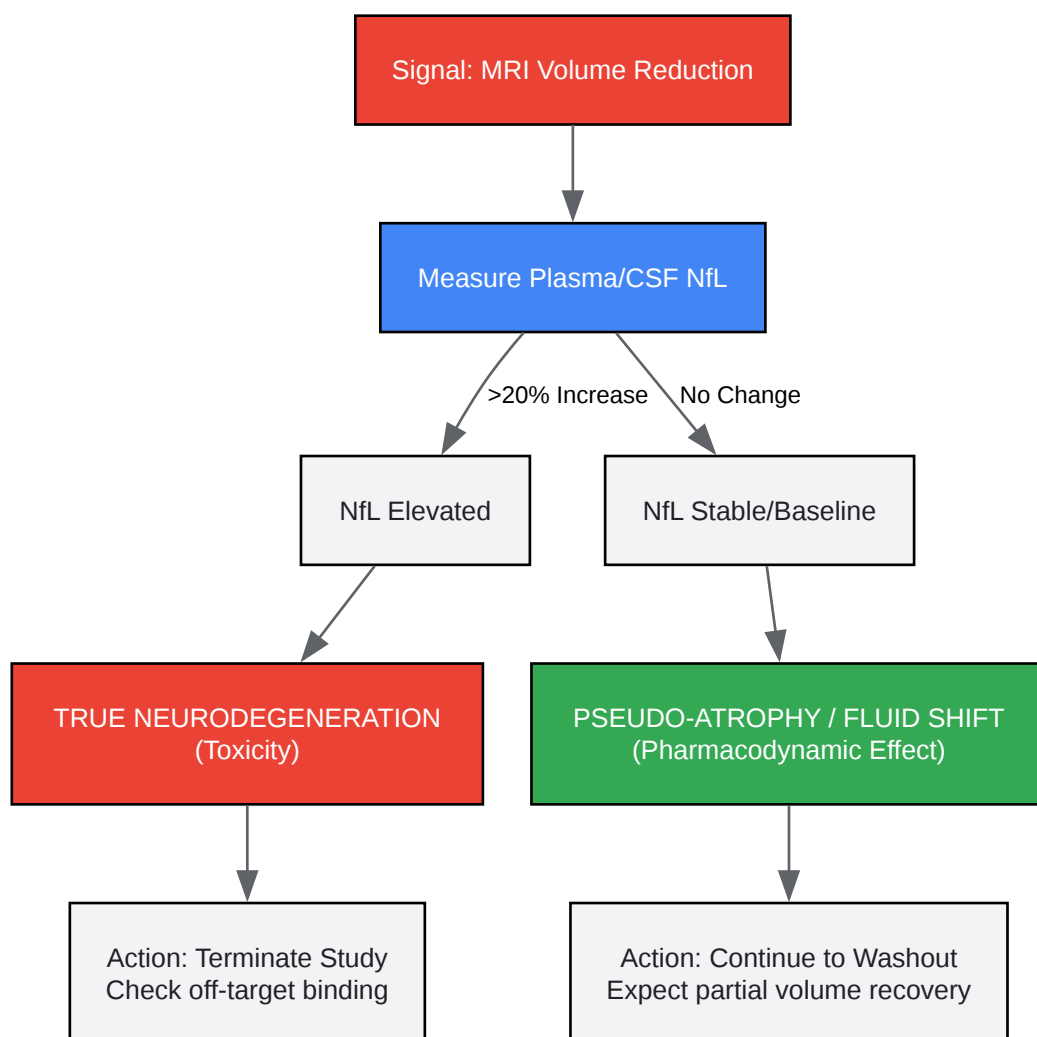 Signal: MRI Volume Reduction
Measure Plasma/CSF NfL
>20% Increase
No Change
NfL Elevated
NfL Stable/Baseline
TRUE NEURODEGENERATION
(Toxicity)
PSEUDO-ATROPHY / FLUID SHIFT
(Pharmacodynamic Effect)
Action: Terminate Study
Check off-target binding
Action: Continue to Washout
Expect partial volume recovery